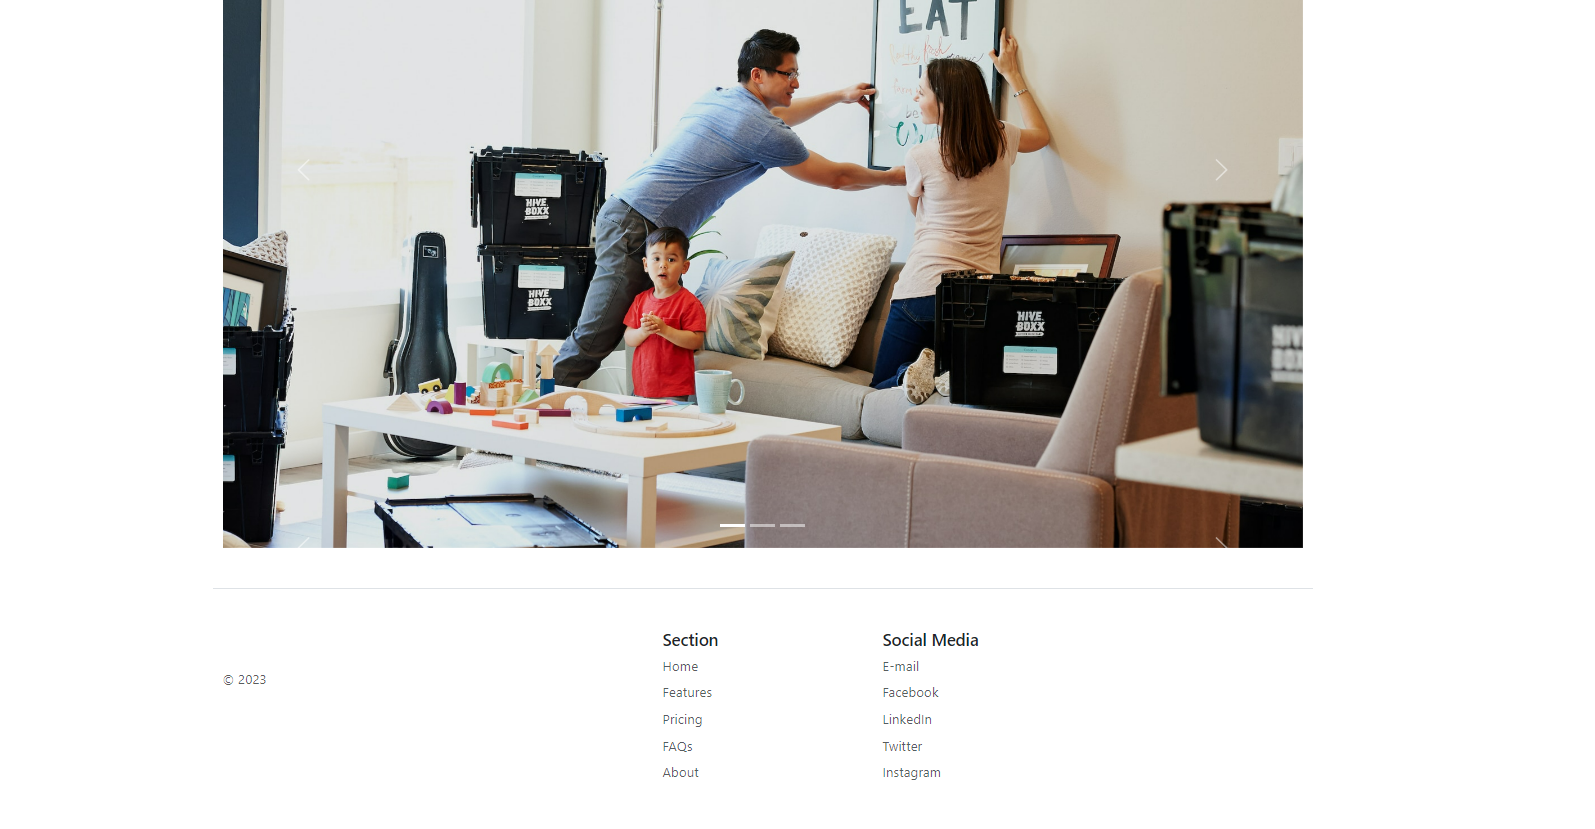 EAT
HIVE
BOXX
HIVE
BOXX
HIVE
BOXX
© 2023
Section
Home
Features
Pricing
FAQs
About
Social Media
E-mail
Facebook
LinkedIn
Twitter
Instagram